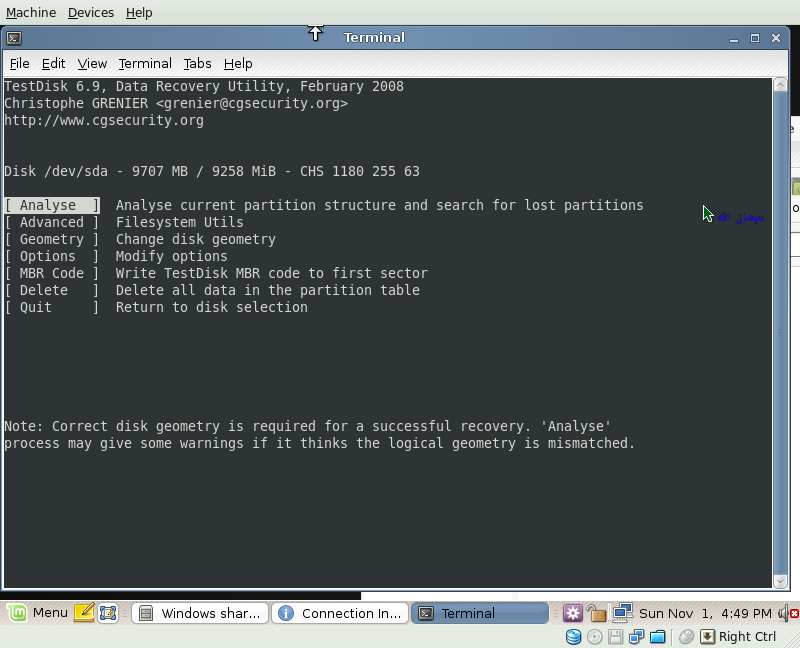 Machine Devices Help
Terminal
File Edit View Terminal Tabs Help
TestDisk 6.9, Data Recovery Utility, February 2008
Christophe GRENIER <grenier@cgsecurity.org>
http://www.cgsecurity.org
Disk /dev/sda - 9707 MB / 9258 MiB - CHS 1180 255 63
[ Analyse  ]  Analyse current partition structure and search for lost partitions
[ Advanced ]  Filesystem Utils
[ Geometry ]  Change disk geometry
[ Options  ]  Modify options
[ MBR Code ]  Write TestDisk MBR code to first sector
[ Delete   ]  Delete all data in the partition table
[ Quit     ]  Return to disk selection
سبحان الله
Note: Correct disk geometry is required for a successful recovery. 'Analyse'
process may give some warnings if it thinks the logical geometry is mismatched.
Menu Windows shar... Connection In... Terminal Sun Nov 1, 4:49 PM
Right Ctrl